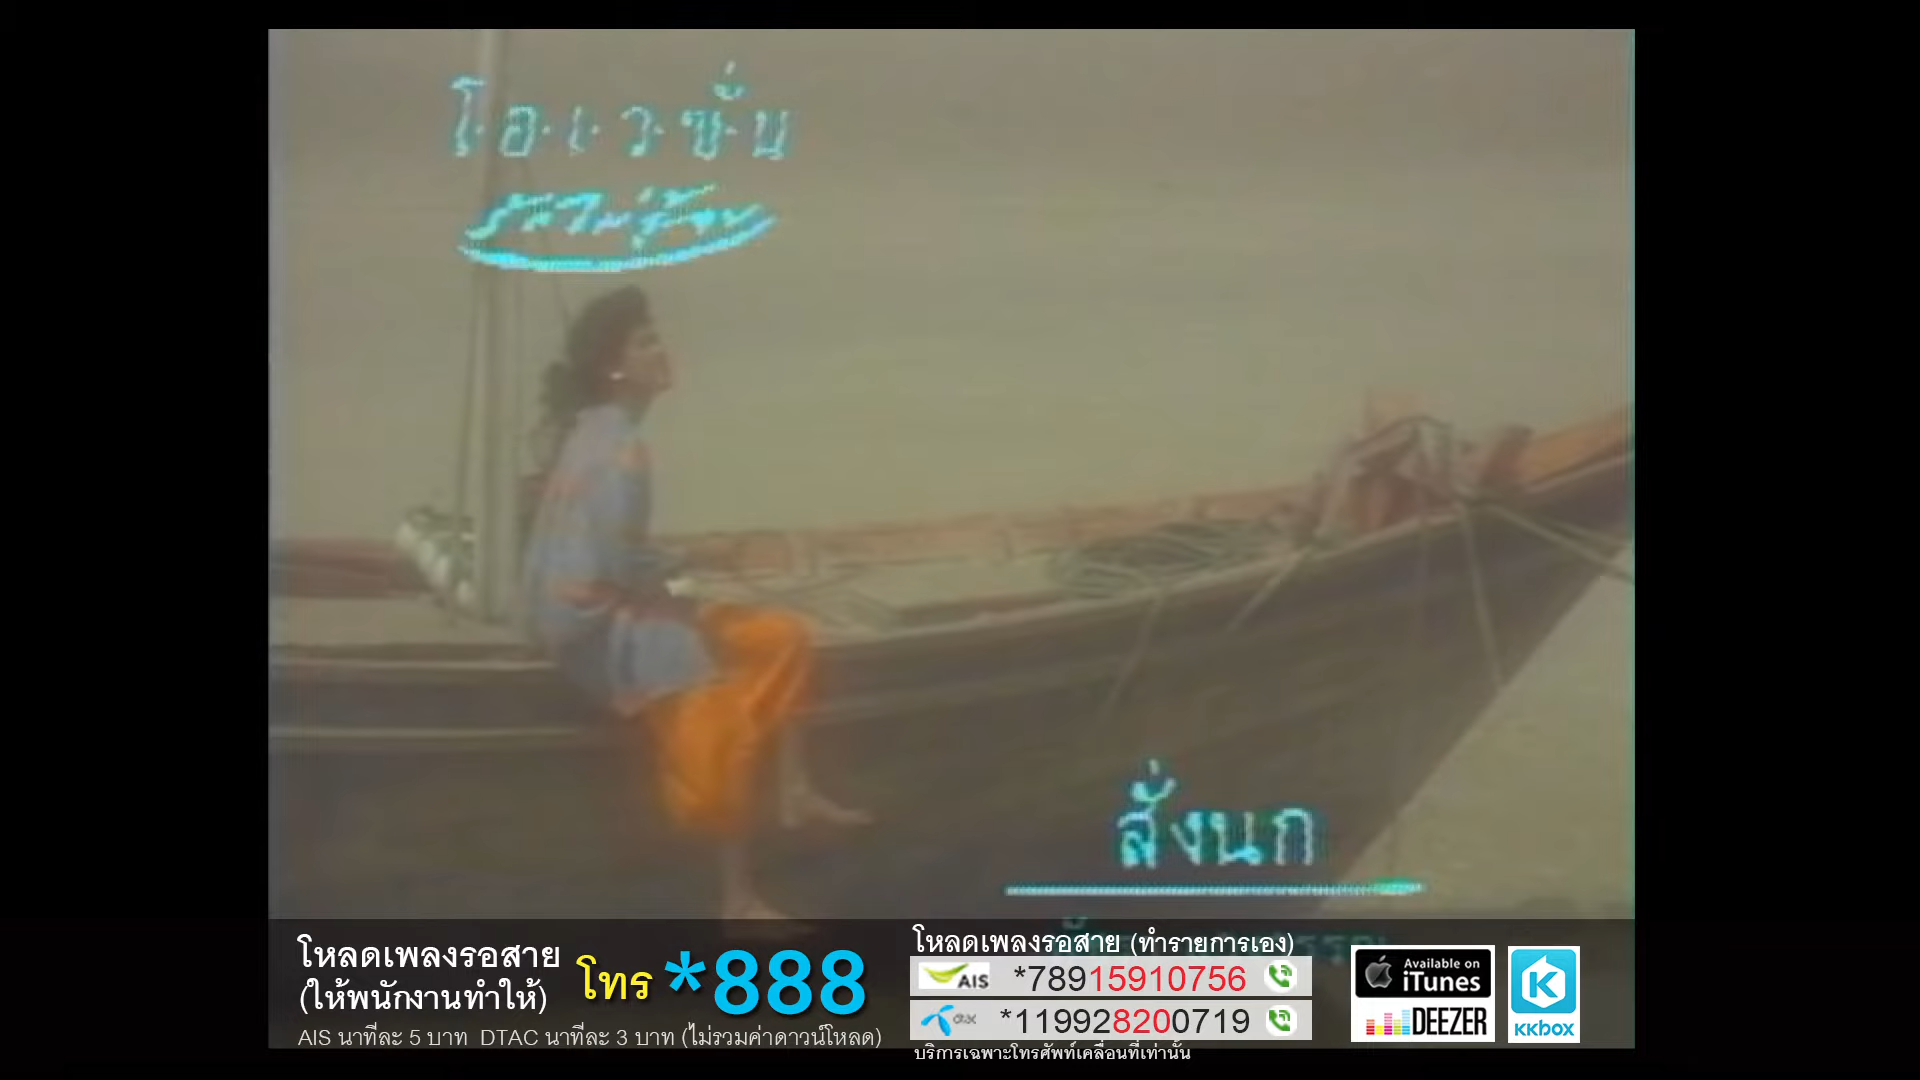 โอเวชั่น
สั่งนก
โหลดเพลงรอสาย
(ให้พนักงานทำให้)
โทร *888
AIS นาทีละ 5 บาท DTAC นาทีละ 3 บาท (ไม่รวมค่าดาวน์โหลด)
โหลดเพลงรอสาย (ทำรายการเอง)
AIS *78915910756
dtac *119928200719
บริการเฉพาะโทรศัพท์เคลื่อนที่เท่านั้น
Available on
iTunes
DEEZER
KKBOX